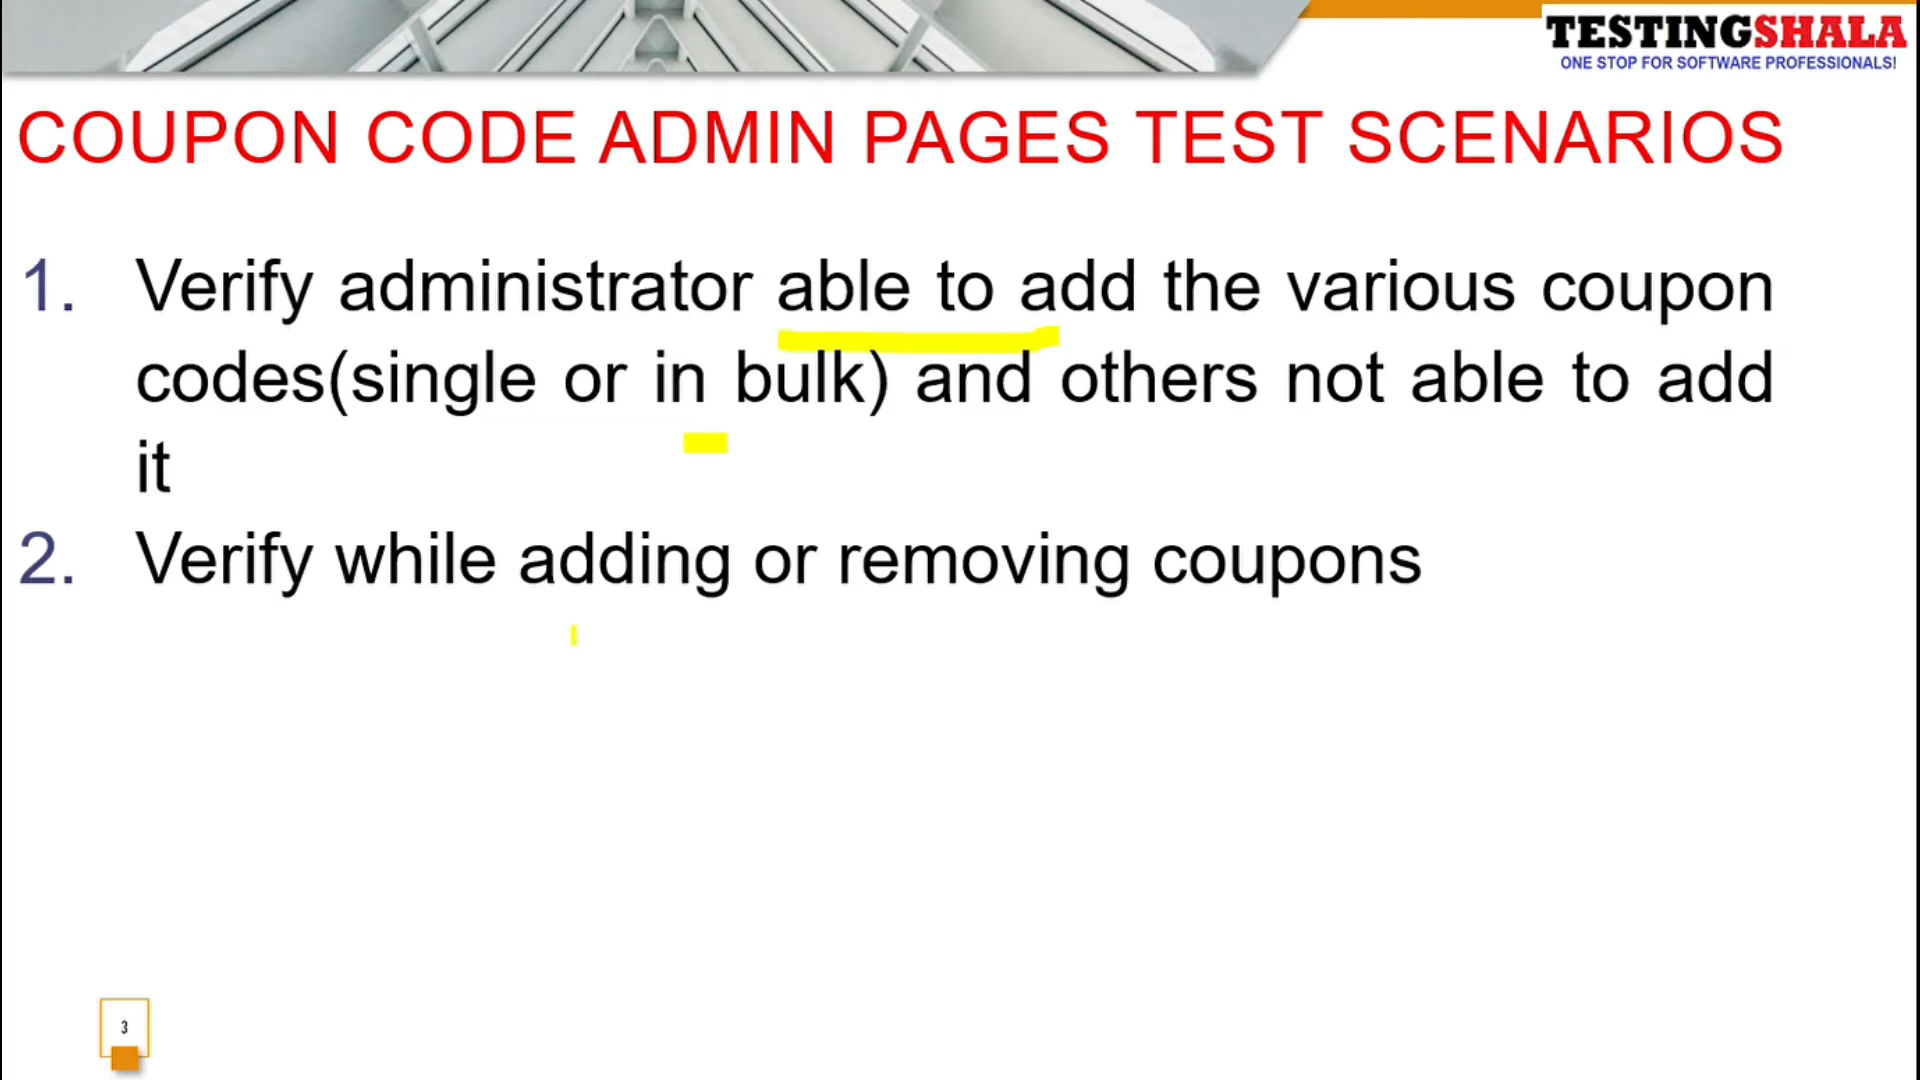 TESTINGSHALA
ONE STOP FOR SOFTWARE PROFESSIONALS!
COUPON CODE ADMIN PAGES TEST SCENARIOS
1. Verify administrator able to add the various coupon
codes(single or in bulk) and others not able to add
it
2. Verify while adding or removing coupons
3